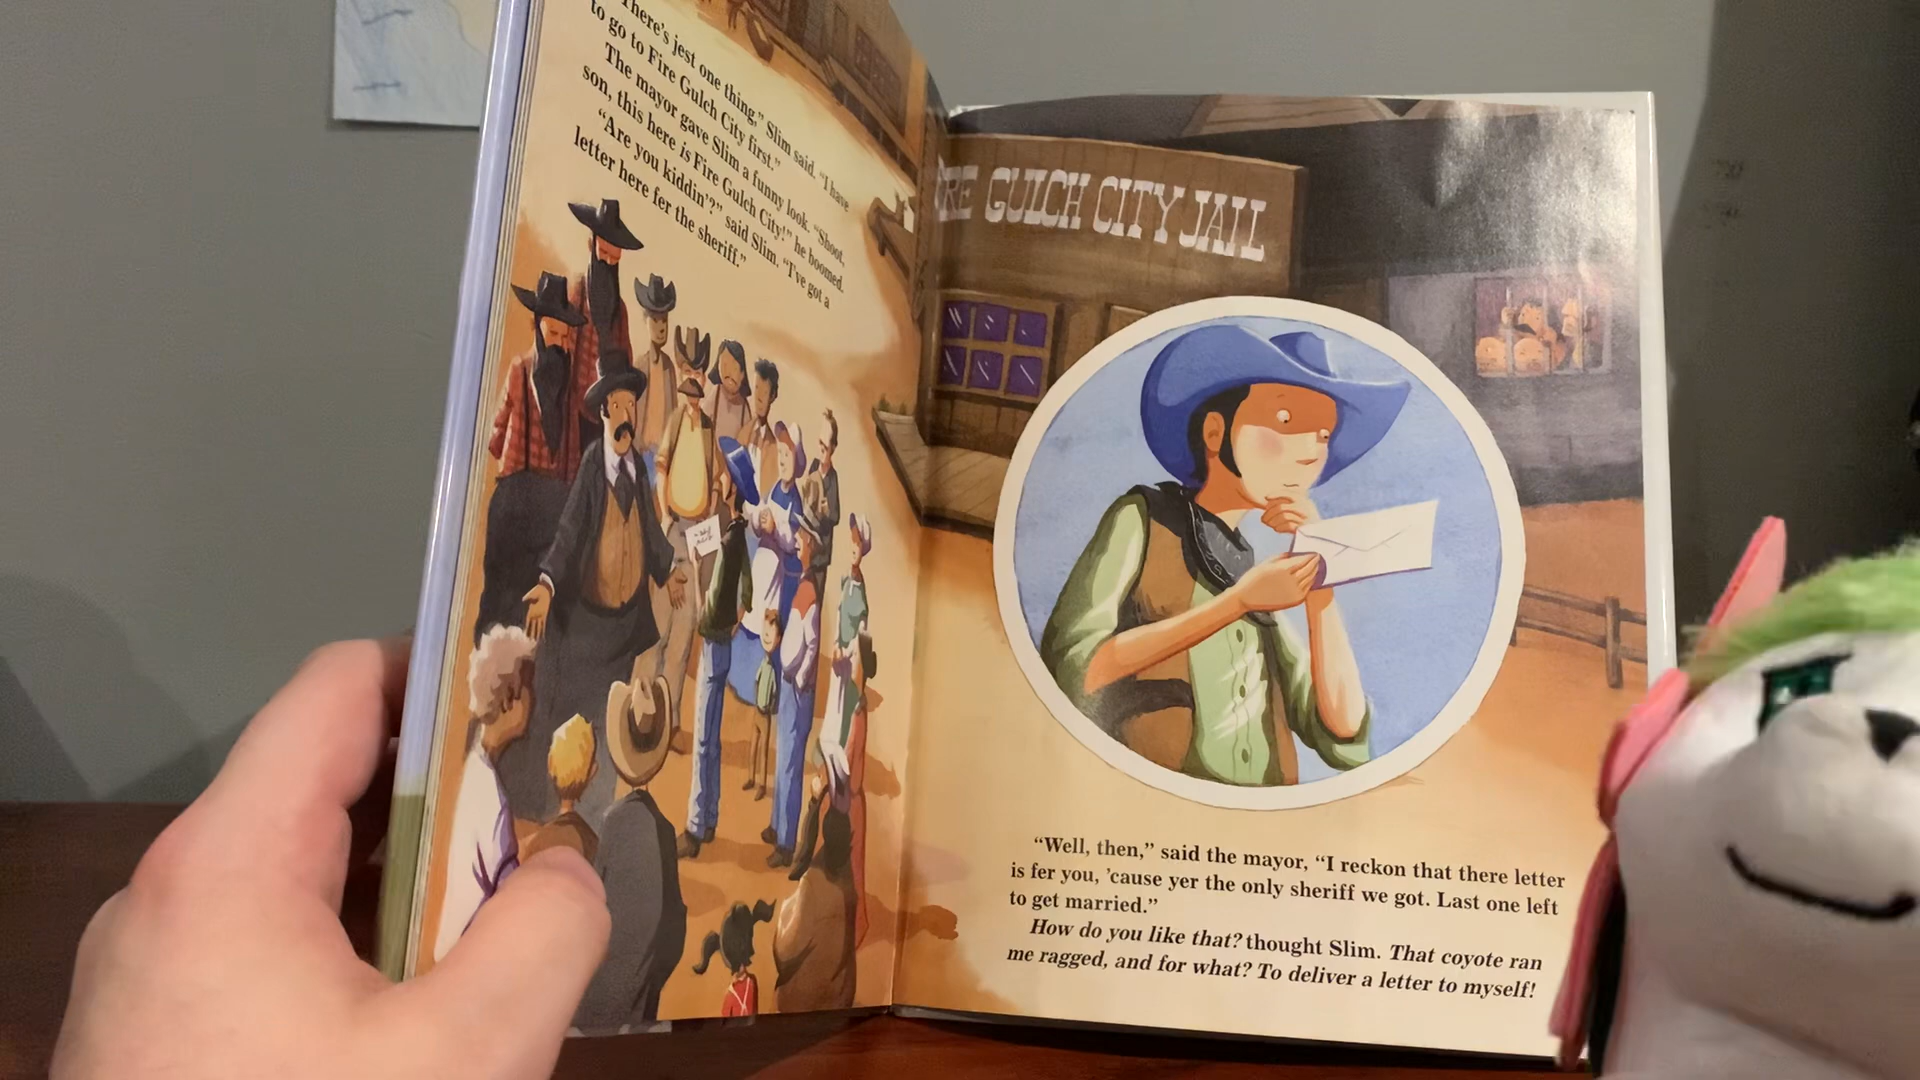 "There's jest one thing," Slim said. "I have
to go to Fire Gulch City first."
The mayor gave Slim a funny look. "Shoot,
son, this here is Fire Gulch City!" he boomed.
"Are you kiddin'?" said Slim. "I've got a
letter here fer the sheriff."
GULCH CITY JAIL
"Well, then," said the mayor, "I reckon that there letter
is fer you, 'cause yer the only sheriff we got. Last one left
to get married."
How do you like that? thought Slim. That coyote ran
me ragged, and for what? To deliver a letter to myself!